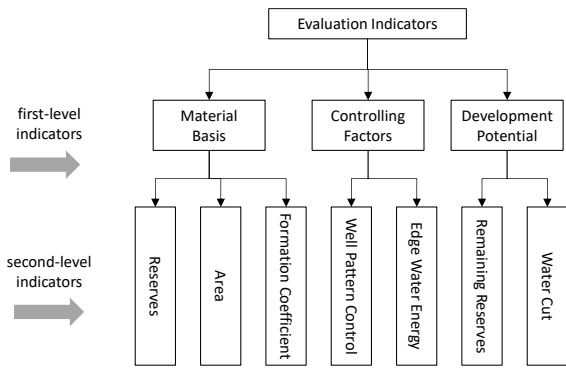 Evaluation Indicators
first-level
indicators
Material
Basis
Controlling
Factors
Development
Potential
second-level
indicators
Reserves
Area
Formation Coefficient
Well Pattern Control
Edge Water Energy
Remaining Reserves
Water Cut